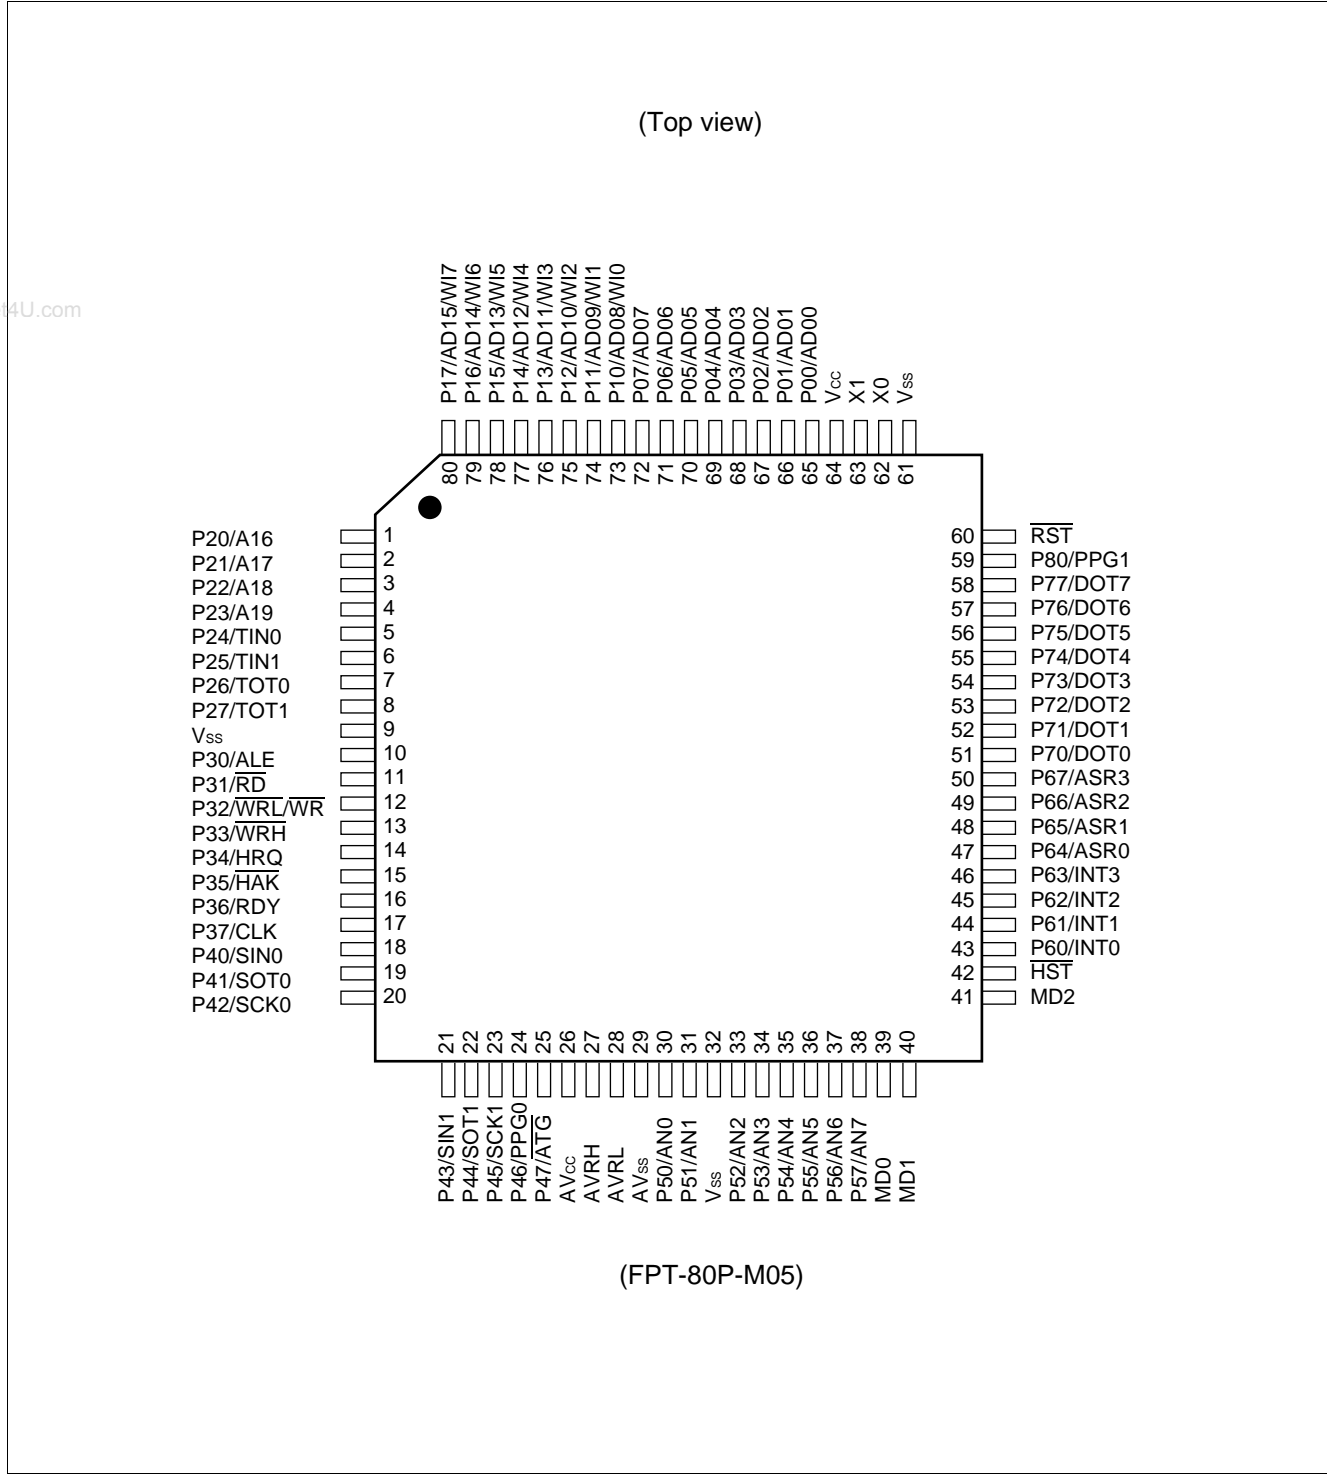 (Top view)
t4U.com
P17/AD15/WI7
P16/AD14/WI6
P15/AD13/WI5
P14/AD12/WI4
P13/AD11/WI3
P12/AD10/WI2
P11/AD09/WI1
P10/AD08/WI0
P07/AD07
P06/AD06
P05/AD05
P04/AD04
P03/AD03
P02/AD02
P01/AD01
P00/AD00
Vcc
X1
X0
Vss
80
79
78
77
76
75
74
73
72
71
70
69
68
67
66
65
64
63
62
61
P20/A16 1
P21/A17 2
P22/A18 3
P23/A19 4
P24/TIN0 5
P25/TIN1 6
P26/TOT0 7
P27/TOT1 8
Vss 9
P30/ALE 10
P31/R̅D̅ 11
P32/W̅R̅L̅/W̅R̅ 12
P33/W̅R̅H̅ 13
P34/HRQ 14
P35/H̅A̅K̅ 15
P36/RDY 16
P37/CLK 17
P40/SIN0 18
P41/SOT0 19
P42/SCK0 20
60 R̅S̅T̅
59 P80/PPG1
58 P77/DOT7
57 P76/DOT6
56 P75/DOT5
55 P74/DOT4
54 P73/DOT3
53 P72/DOT2
52 P71/DOT1
51 P70/DOT0
50 P67/ASR3
49 P66/ASR2
48 P65/ASR1
47 P64/ASR0
46 P63/INT3
45 P62/INT2
44 P61/INT1
43 P60/INT0
42 H̅S̅T̅
41 MD2
21
22
23
24
25
26
27
28
29
30
31
32
33
34
35
36
37
38
39
40
P43/SIN1
P44/SOT1
P45/SCK1
P46/PPG0
P47/A̅T̅G̅
AVcc
AVRH
AVRL
AVss
P50/AN0
P51/AN1
Vss
P52/AN2
P53/AN3
P54/AN4
P55/AN5
P56/AN6
P57/AN7
MD0
MD1
(FPT-80P-M05)